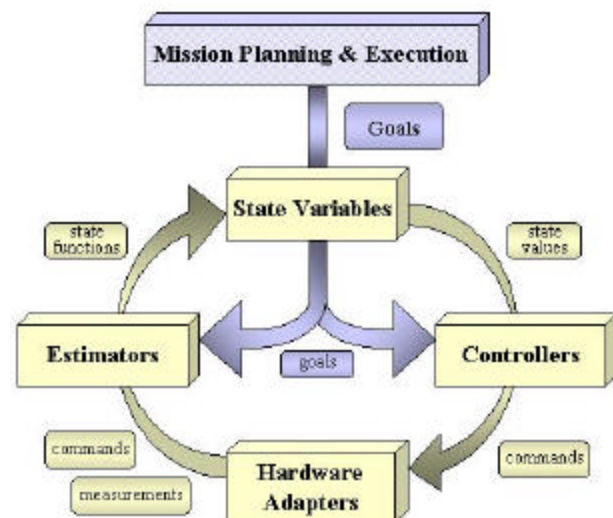 Mission Planning & Execution
Goals
State Variables
state
functions
state
values
Estimators
goals
Controllers
commands
measurements
Hardware
Adapters
commands